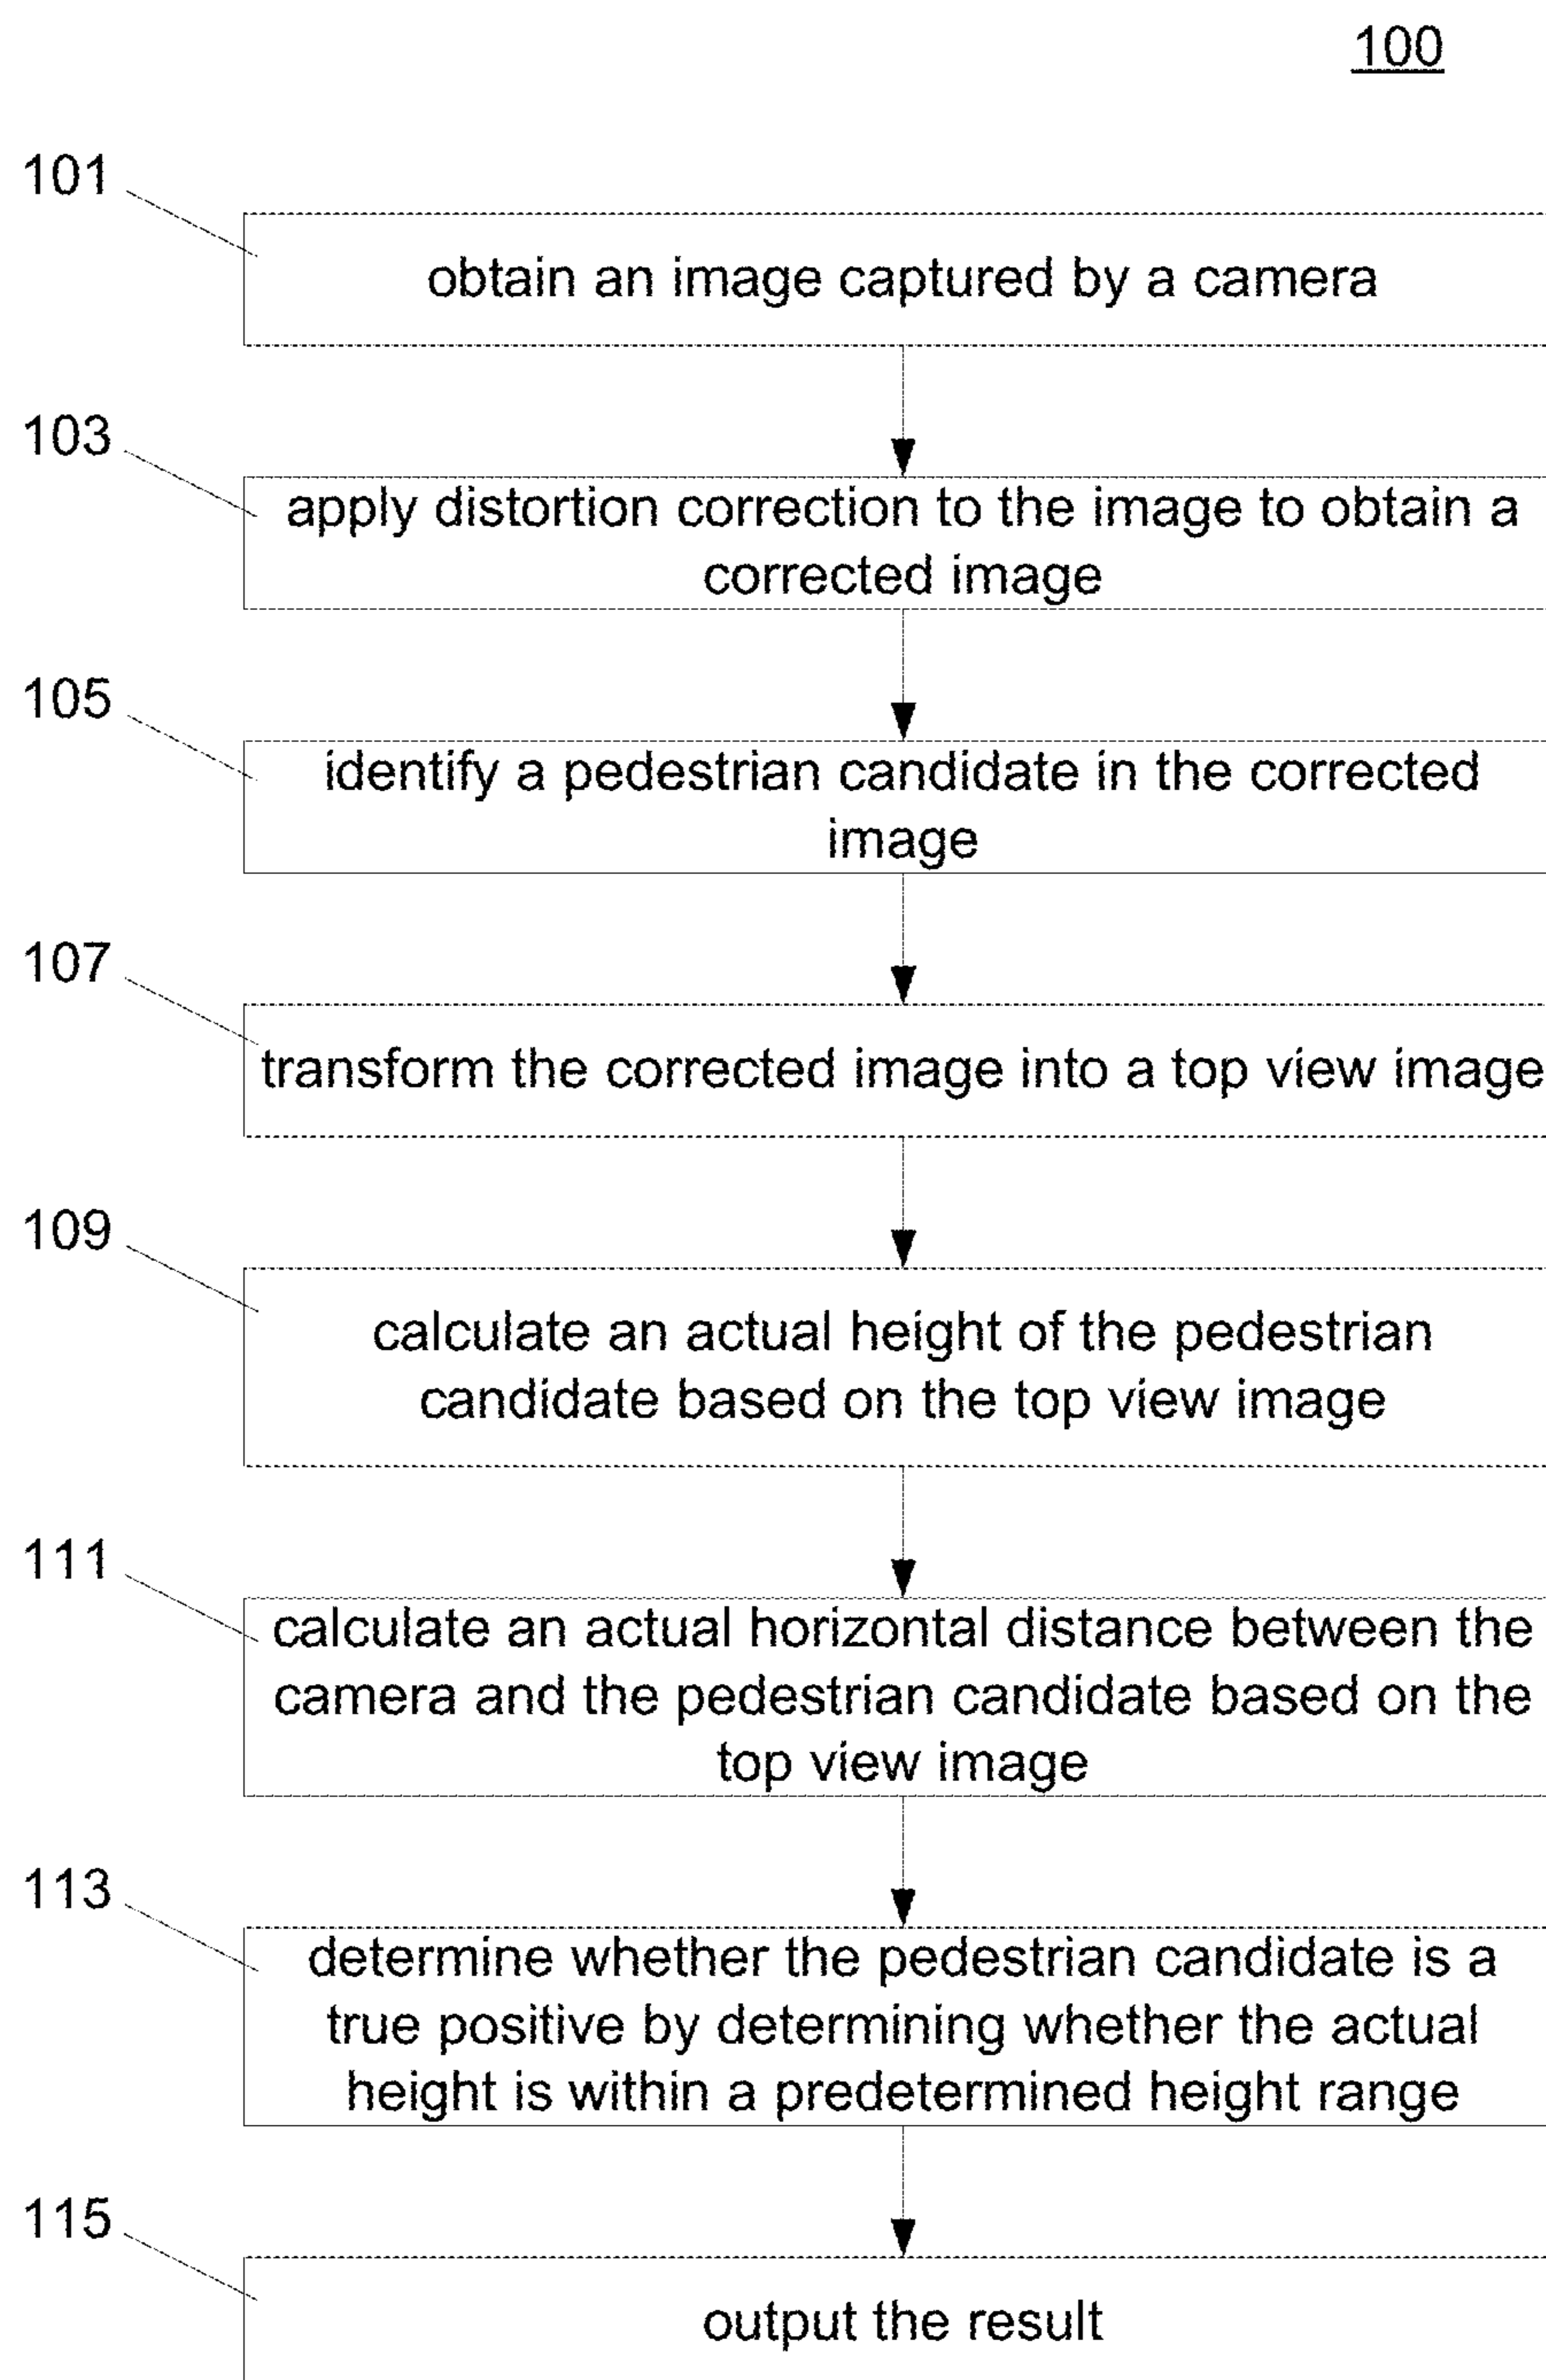 100
101
obtain an image captured by a camera
103
apply distortion correction to the image to obtain a
corrected image
105
identify a pedestrian candidate in the corrected
image
107
transform the corrected image into a top view image
109
calculate an actual height of the pedestrian
candidate based on the top view image
111
calculate an actual horizontal distance between the
camera and the pedestrian candidate based on the
top view image
113
determine whether the pedestrian candidate is a
true positive by determining whether the actual
height is within a predetermined height range
115
output the result